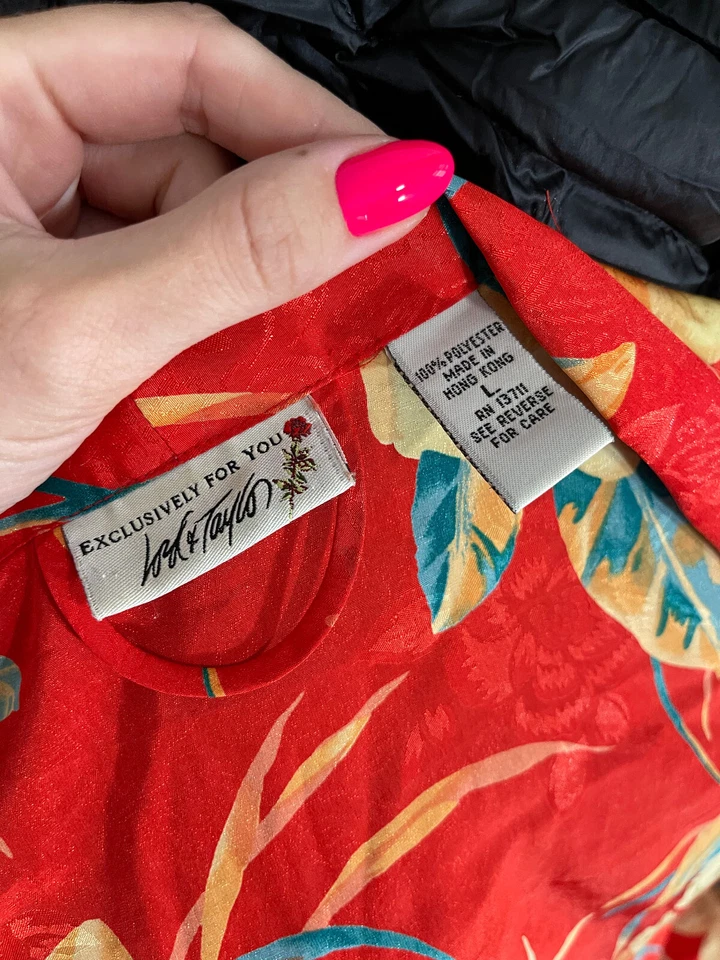 EXCLUSIVELY FOR YOU
Lord & Taylor
100% POLYESTER
MADE IN
HONG KONG
L
RN 13711
SEE REVERSE
FOR CARE